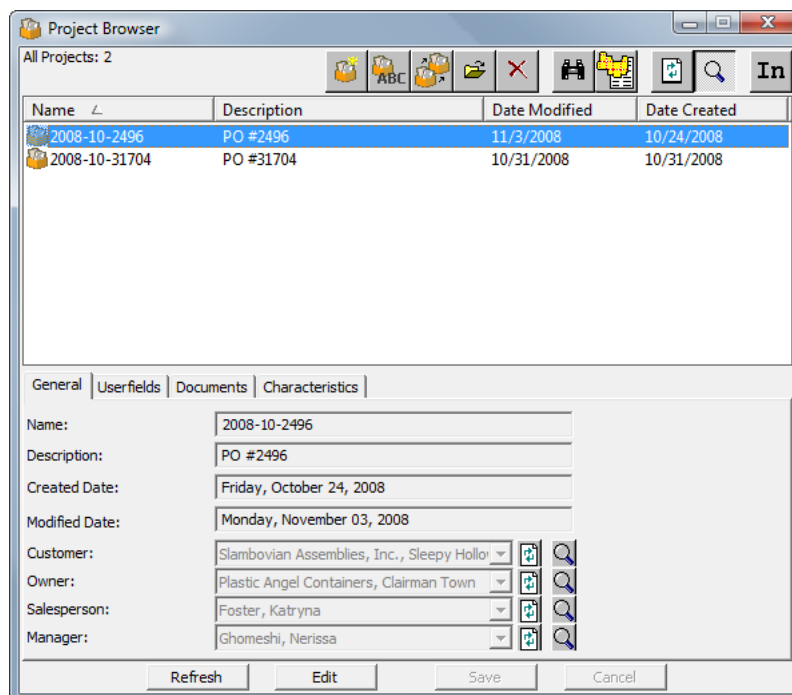 Project Browser
All Projects: 2
ABC
In
Name Description Date Modified Date Created
2008-10-2496 PO #2496 11/3/2008 10/24/2008
2008-10-31704 PO #31704 10/31/2008 10/31/2008
General Userfields Documents Characteristics
Name: 2008-10-2496
Description: PO #2496
Created Date: Friday, October 24, 2008
Modified Date: Monday, November 03, 2008
Customer: Slambovian Assemblies, Inc., Sleepy Hollo
Owner: Plastic Angel Containers, Clairman Town
Salesperson: Foster, Katryna
Manager: Ghomeshi, Nerissa
Refresh Edit Save Cancel